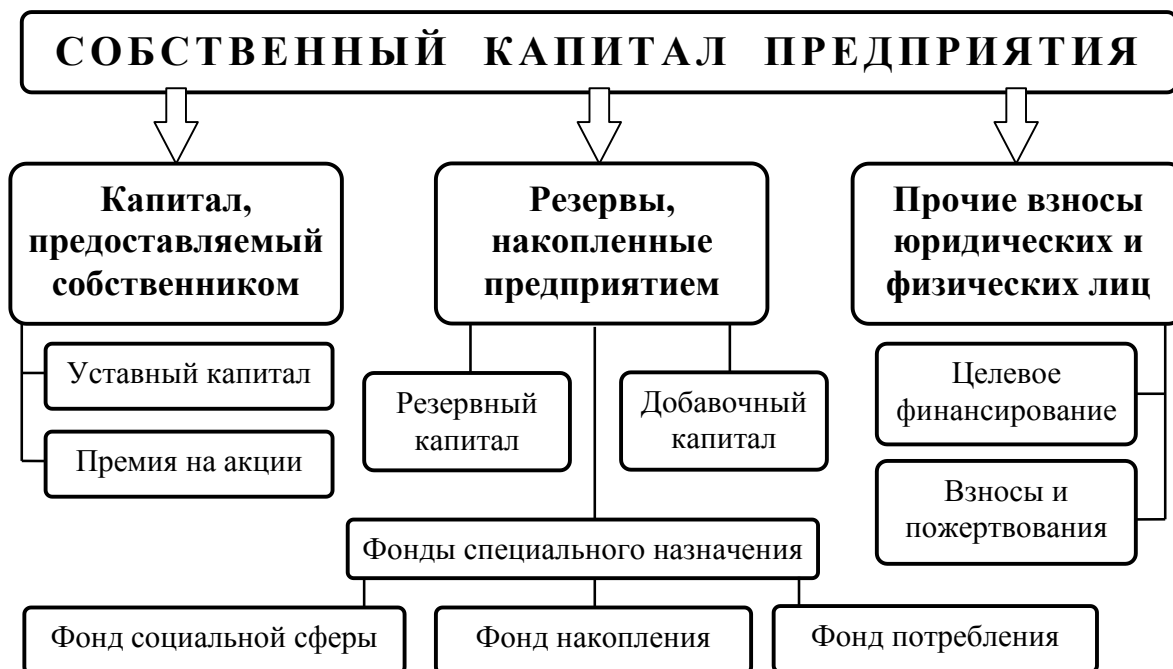 СОБСТВЕННЫЙ КАПИТАЛ ПРЕДПРИЯТИЯ
Капитал,
предоставляемый
собственником
Резервы,
накопленные
предприятием
Прочие взносы
юридических и
физических лиц
Уставный капитал
Премия на акции
Резервный
капитал
Добавочный
капитал
Целевое
финансирование
Взносы и
пожертвования
Фонды специального назначения
Фонд социальной сферы
Фонд накопления
Фонд потребления